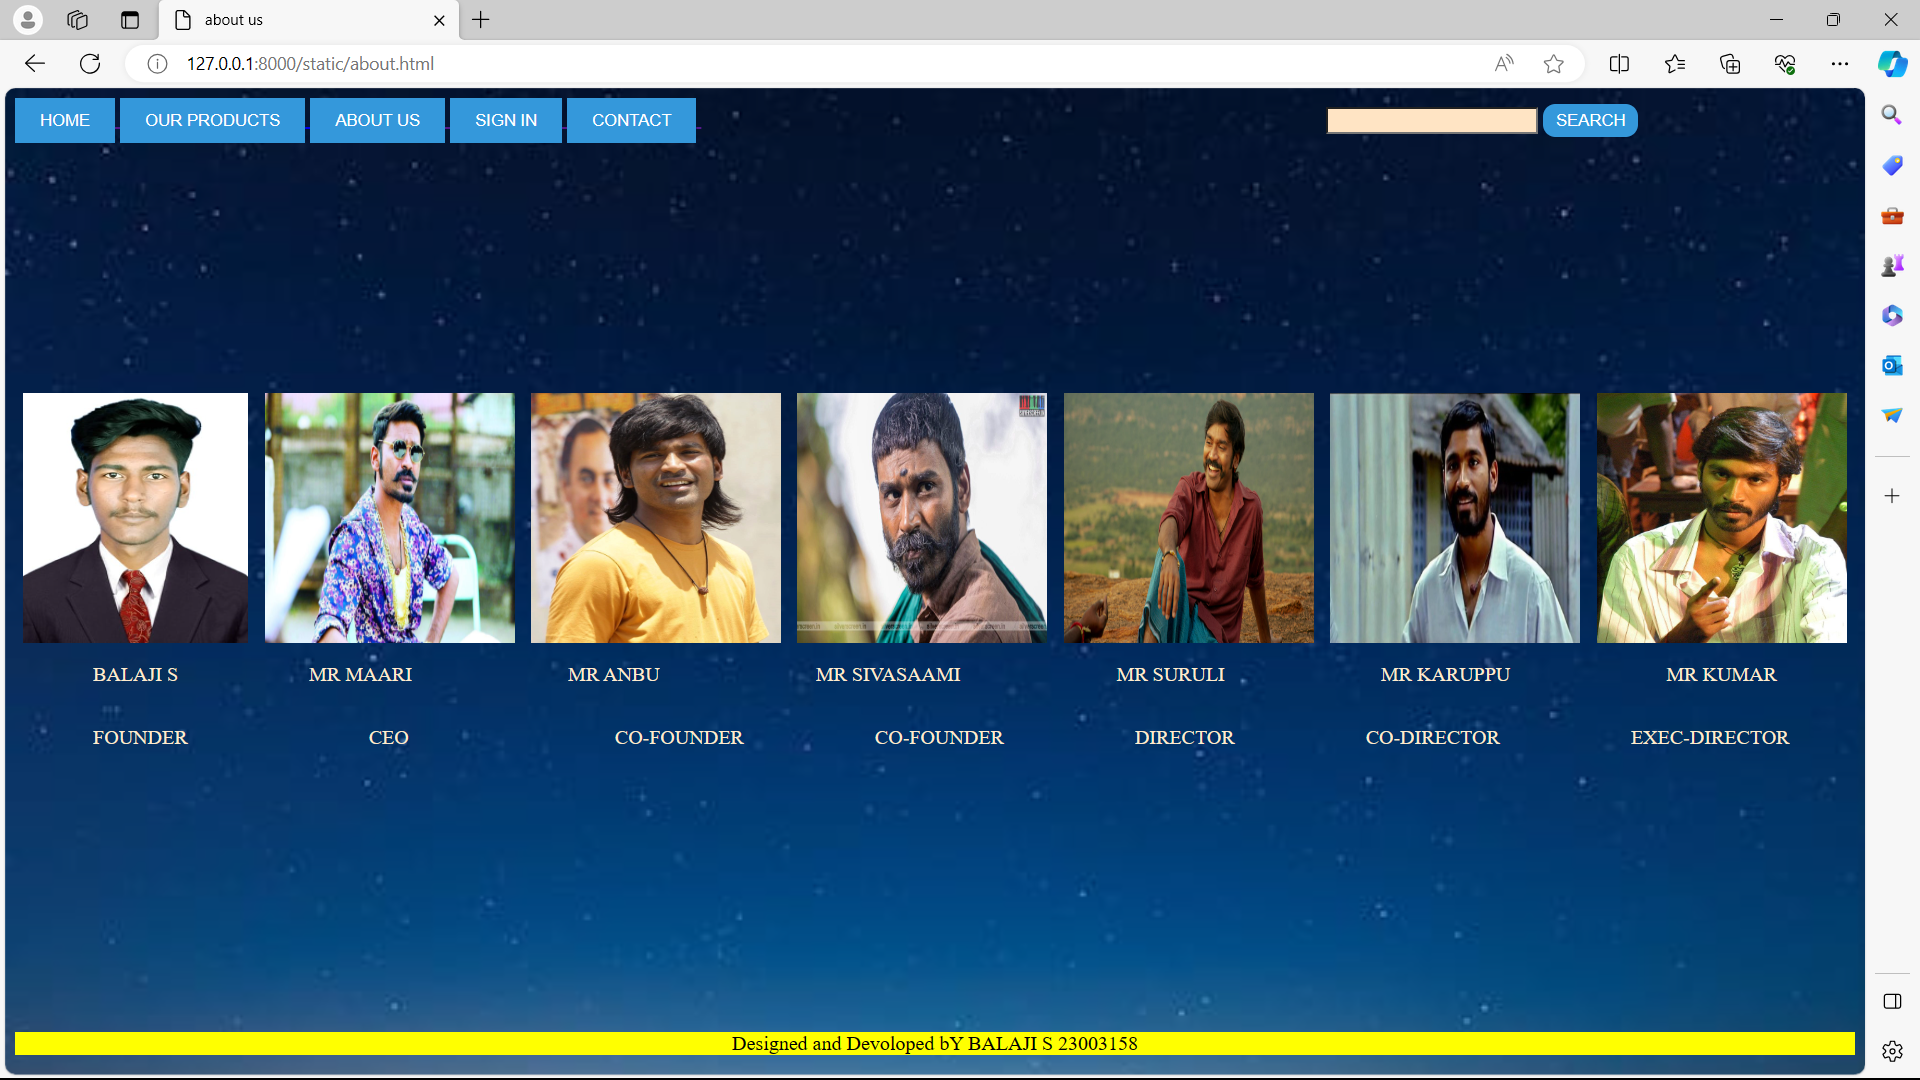 about us
127.0.0.1:8000/static/about.html
HOME OUR PRODUCTS ABOUT US SIGN IN CONTACT SEARCH
BALAJI S MR MAARI MR ANBU MR SIVASAAMI MR SURULI MR KARUPPU MR KUMAR
FOUNDER CEO CO-FOUNDER CO-FOUNDER DIRECTOR CO-DIRECTOR EXEC-DIRECTOR
Designed and Devoloped bY BALAJI S 23003158